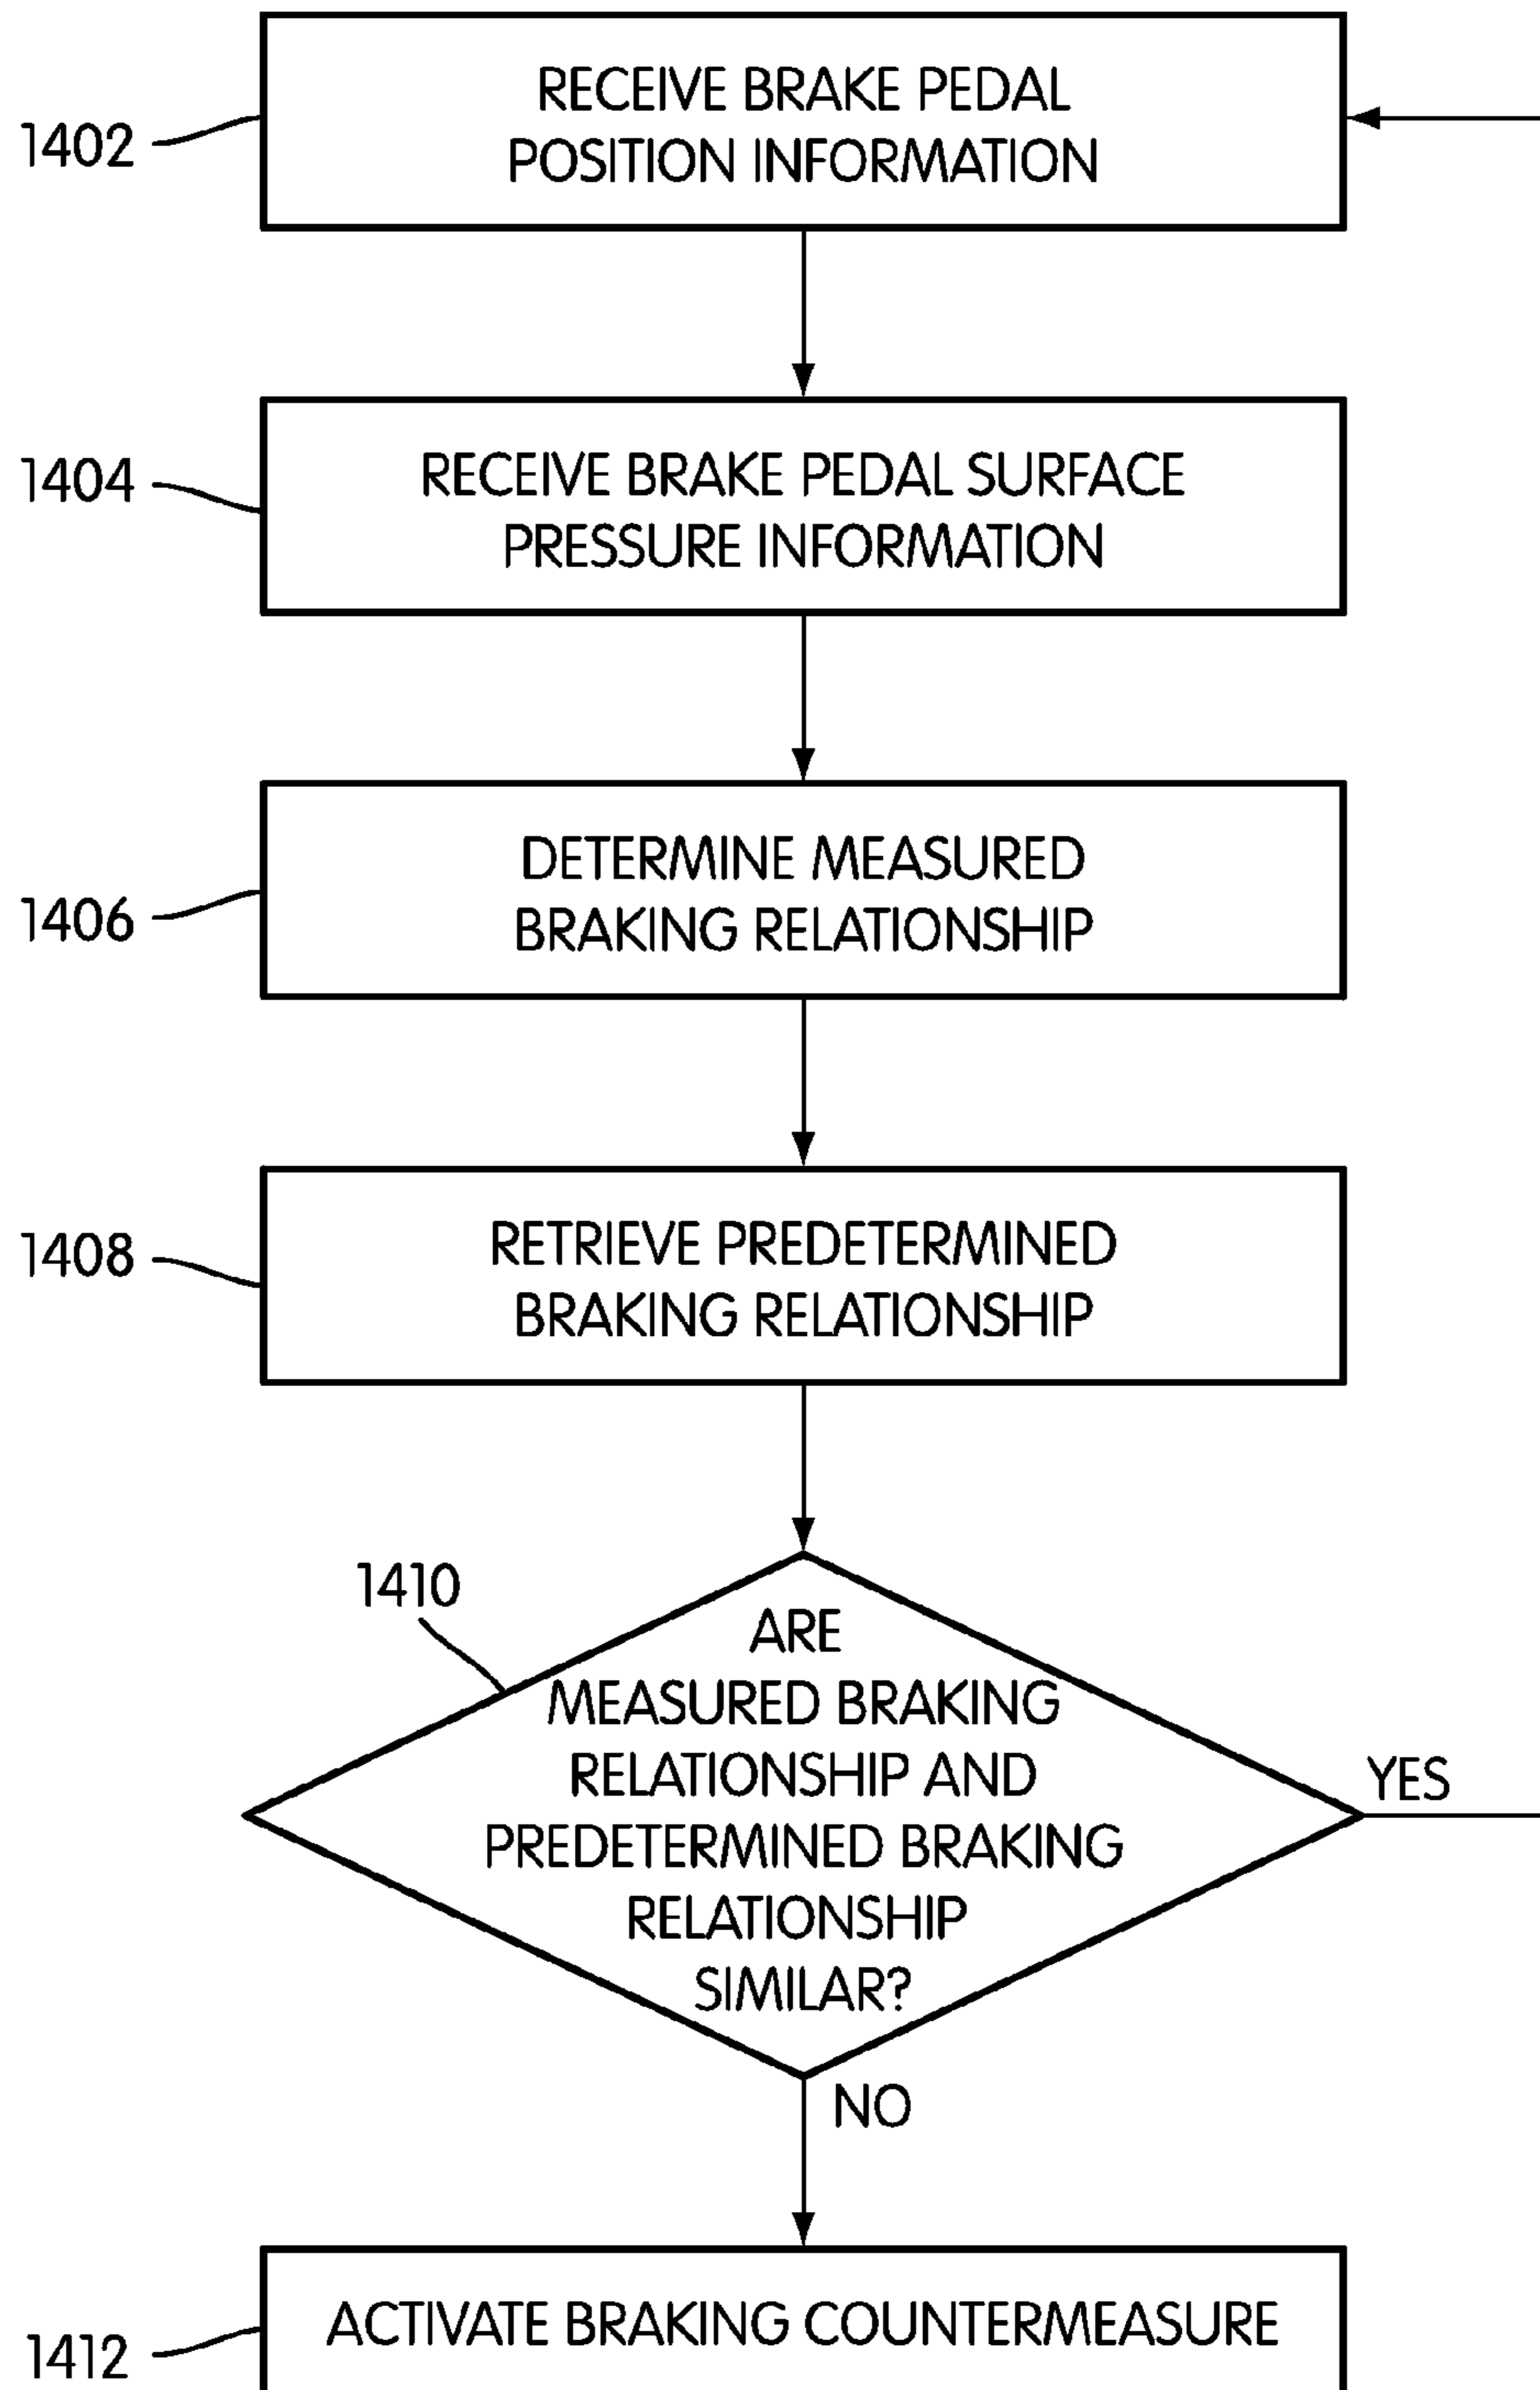 RECEIVE BRAKE PEDAL
POSITION INFORMATION
1402
RECEIVE BRAKE PEDAL SURFACE
PRESSURE INFORMATION
1404
DETERMINE MEASURED
BRAKING RELATIONSHIP
1406
RETRIEVE PREDETERMINED
BRAKING RELATIONSHIP
1408
1410
ARE
MEASURED BRAKING
RELATIONSHIP AND
PREDETERMINED BRAKING
RELATIONSHIP
SIMILAR?
YES
NO
ACTIVATE BRAKING COUNTERMEASURE
1412